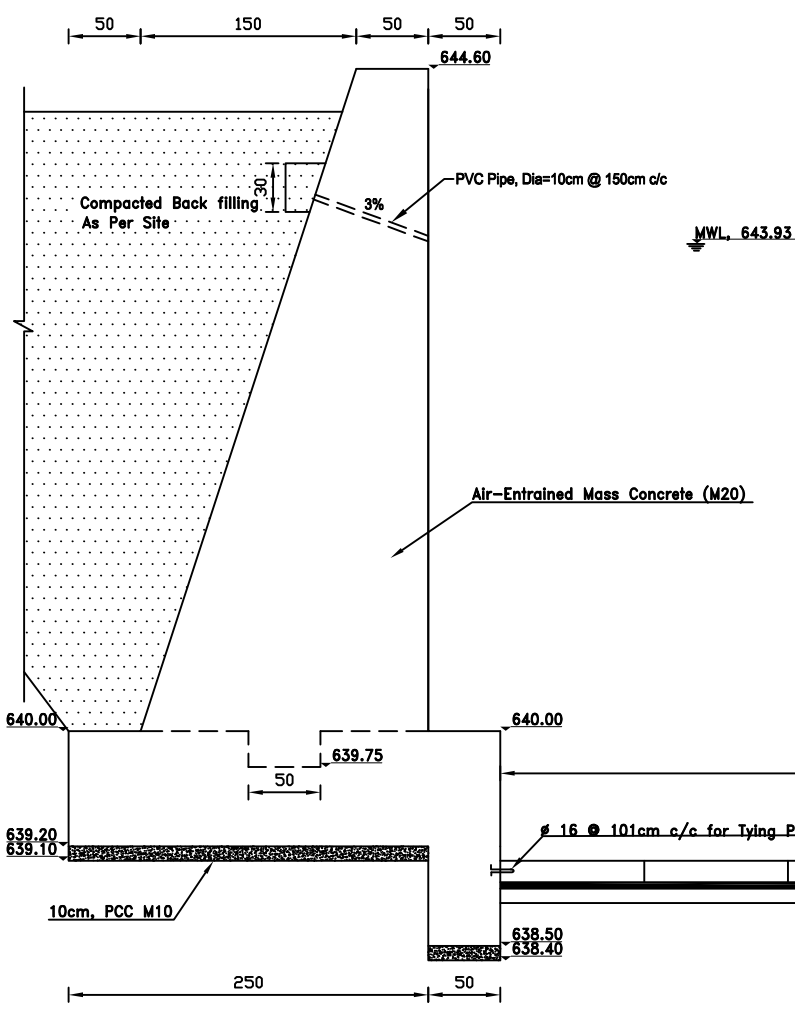 50 150 50 50
644.60
PVC Pipe, Dia=10cm @ 150cm c/c
30
3%
Compacted Back filling
As Per Site
MWL, 643.93
Air-Entrained Mass Concrete (M20)
640.00 640.00
639.75
50
ø 16 @ 101cm c/c for Tying P
639.20
639.10
10cm, PCC M10
638.50
638.40
250 50